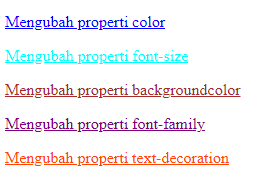 Mengubah properti color
Mengubah properti font-size
Mengubah properti backgroundcolor
Mengubah properti font-family
Mengubah properti text-decoration